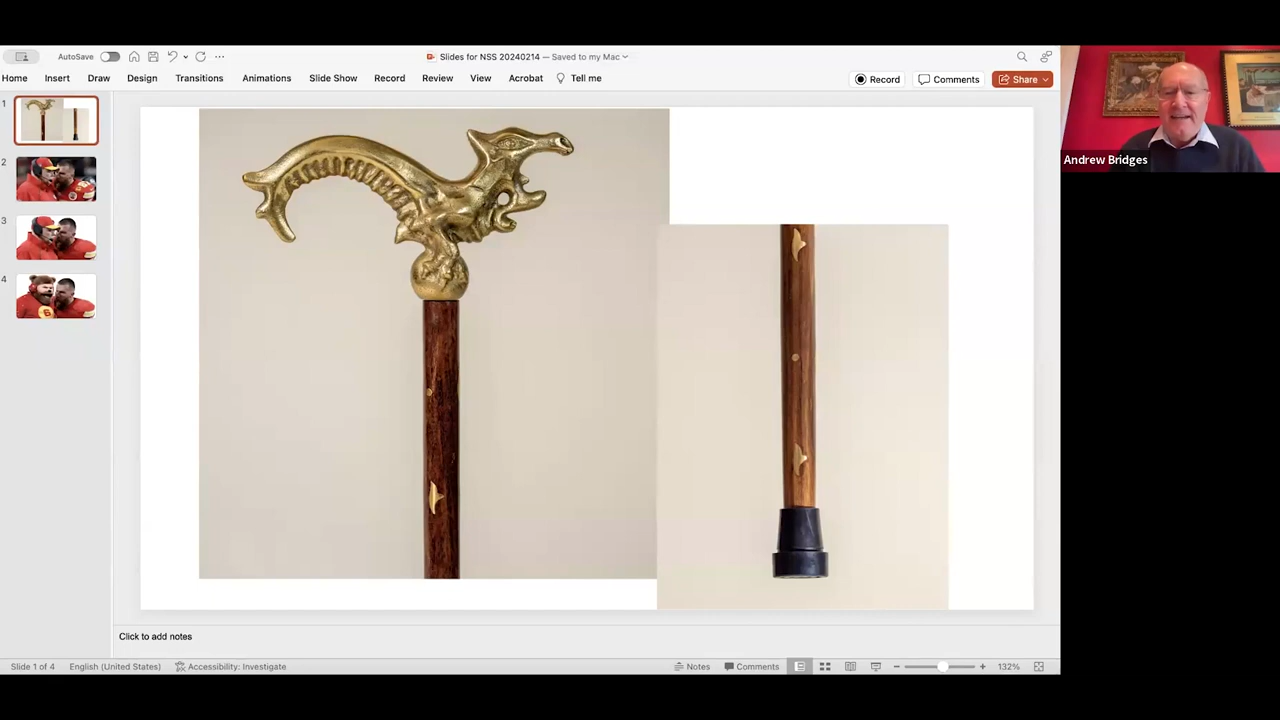 AutoSave
Slides for NSS 20240214 — Saved to my Mac
Home Insert Draw Design Transitions Animations Slide Show Record Review View Acrobat Tell me
Record Comments Share
1
2
3
4
Andrew Bridges
Click to add notes
Slide 1 of 4 English (United States) Accessibility: Investigate Notes Comments 132%